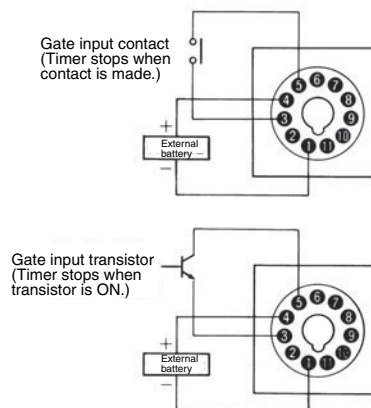 Gate input contact
(Timer stops when
contact is made.)
5 6 7
4 8
3 9
2 10
1 11
+
External
battery
−
Gate input transistor
(Timer stops when
transistor is ON.)
5 6 7
4 8
3 9
2 10
1 11
+
External
battery
−